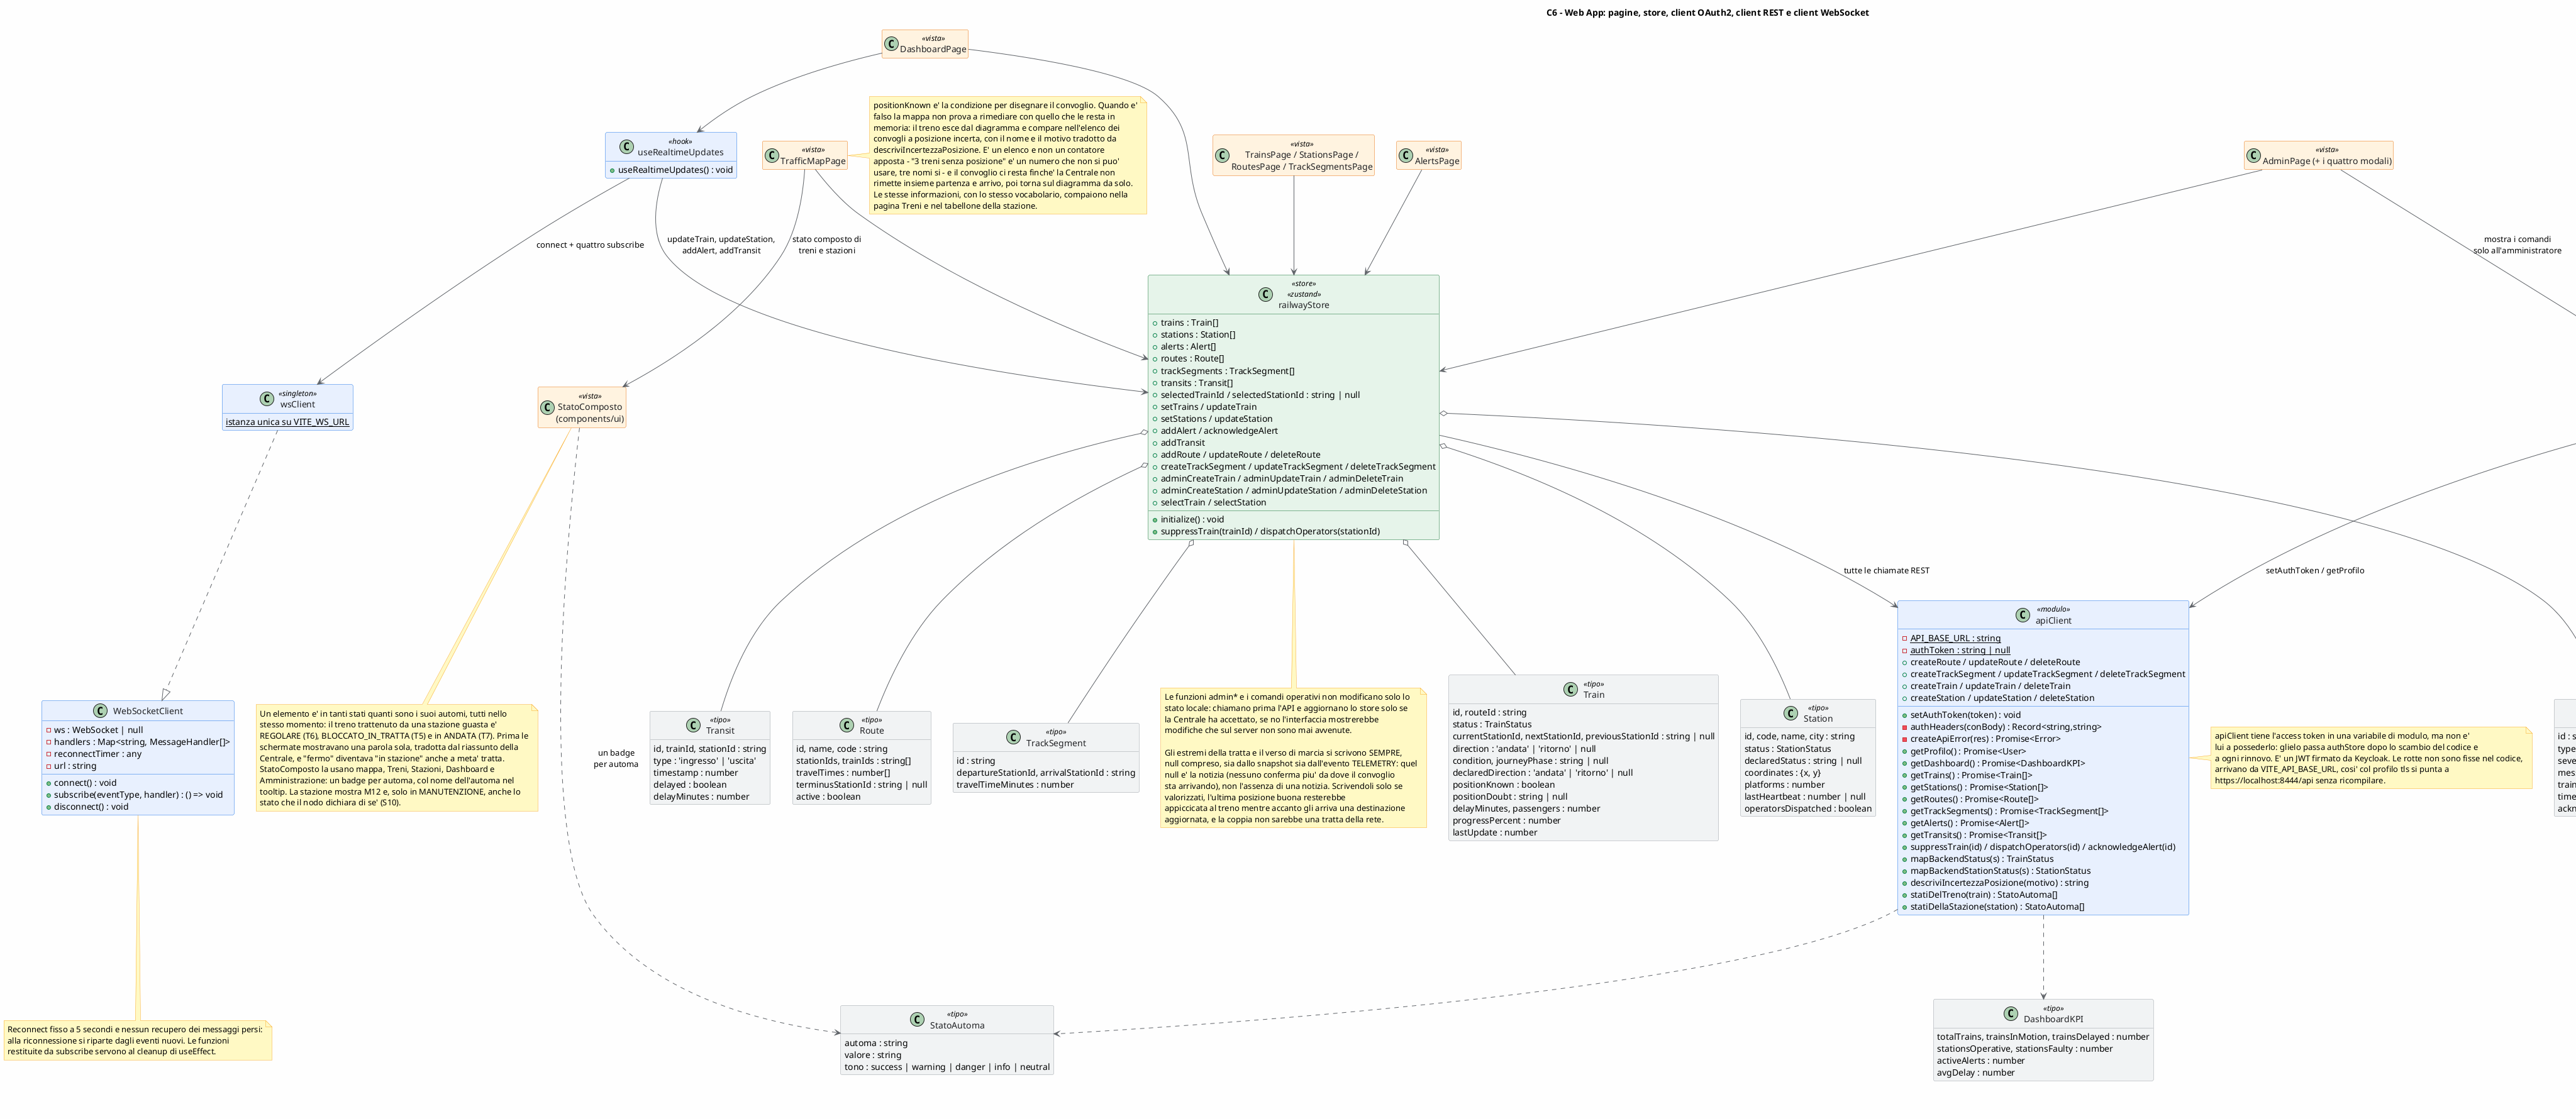 C6 - Web App: pagine, store, client OAuth2, client REST e client WebSocket
«vista»
DashboardPage
positionKnown e' la condizione per disegnare il convoglio. Quando e'
falso la mappa non prova a rimediare con quello che le resta in
memoria: il treno esce dal diagramma e compare nell'elenco dei
convogli a posizione incerta, con il nome e il motivo tradotto da
descriviIncertezzaPosizione. E' un elenco e non un contatore
apposta - "3 treni senza posizione" e' un numero che non si puo'
usare, tre nomi si - e il convoglio ci resta finche' la Centrale non
rimette insieme partenza e arrivo, poi torna sul diagramma da solo.
Le stesse informazioni, con lo stesso vocabolario, compaiono nella
pagina Treni e nel tabellone della stazione.
«hook»
useRealtimeUpdates
useRealtimeUpdates() : void
«vista»
TrafficMapPage
«vista»
TrainsPage / StationsPage /
RoutesPage / TrackSegmentsPage
«vista»
AlertsPage
«vista»
AdminPage (+ i quattro modali)
connect + quattro subscribe
updateTrain, updateStation,
addAlert, addTransit
stato composto di
treni e stazioni
mostra i comandi
solo all'amministratore
«store»
«zustand»
railwayStore
trains : Train[]
stations : Station[]
alerts : Alert[]
routes : Route[]
trackSegments : TrackSegment[]
transits : Transit[]
selectedTrainId / selectedStationId : string | null
setTrains / updateTrain
setStations / updateStation
addAlert / acknowledgeAlert
addTransit
addRoute / updateRoute / deleteRoute
createTrackSegment / updateTrackSegment / deleteTrackSegment
adminCreateTrain / adminUpdateTrain / adminDeleteTrain
adminCreateStation / adminUpdateStation / adminDeleteStation
selectTrain / selectStation
initialize() : void
suppressTrain(trainId) / dispatchOperators(stationId)
«singleton»
wsClient
istanza unica su VITE_WS_URL
«vista»
StatoComposto
(components/ui)
tutte le chiamate REST
setAuthToken / getProfilo
«modulo»
apiClient
API_BASE_URL : string
authToken : string | null
createRoute / updateRoute / deleteRoute
createTrackSegment / updateTrackSegment / deleteTrackSegment
createTrain / updateTrain / deleteTrain
createStation / updateStation / deleteStation
setAuthToken(token) : void
authHeaders(conBody) : Record<string,string>
createApiError(res) : Promise<Error>
getProfilo() : Promise<User>
getDashboard() : Promise<DashboardKPI>
getTrains() : Promise<Train[]>
getStations() : Promise<Station[]>
getRoutes() : Promise<Route[]>
getTrackSegments() : Promise<TrackSegment[]>
getAlerts() : Promise<Alert[]>
getTransits() : Promise<Transit[]>
suppressTrain(id) / dispatchOperators(id) / acknowledgeAlert(id)
mapBackendStatus(s) : TrainStatus
mapBackendStationStatus(s) : StationStatus
descriviIncertezzaPosizione(motivo) : string
statiDelTreno(train) : StatoAutoma[]
statiDellaStazione(station) : StatoAutoma[]
WebSocketClient
ws : WebSocket | null
handlers : Map<string, MessageHandler[]>
reconnectTimer : any
url : string
connect() : void
subscribe(eventType, handler) : () => void
disconnect() : void
Un elemento e' in tanti stati quanti sono i suoi automi, tutti nello
stesso momento: il treno trattenuto da una stazione guasta e'
REGOLARE (T6), BLOCCATO_IN_TRATTA (T5) e in ANDATA (T7). Prima le
schermate mostravano una parola sola, tradotta dal riassunto della
Centrale, e "fermo" diventava "in stazione" anche a meta' tratta.
StatoComposto la usano mappa, Treni, Stazioni, Dashboard e
Amministrazione: un badge per automa, col nome dell'automa nel
tooltip. La stazione mostra M12 e, solo in MANUTENZIONE, anche lo
stato che il nodo dichiara di se' (S10).
un badge
per automa
«tipo»
Transit
id, trainId, stationId : string
type : 'ingresso' | 'uscita'
timestamp : number
delayed : boolean
delayMinutes : number
«tipo»
Route
id, name, code : string
stationIds, trainIds : string[]
travelTimes : number[]
terminusStationId : string | null
active : boolean
«tipo»
TrackSegment
id : string
departureStationId, arrivalStationId : string
travelTimeMinutes : number
Le funzioni admin* e i comandi operativi non modificano solo lo
stato locale: chiamano prima l'API e aggiornano lo store solo se
la Centrale ha accettato, se no l'interfaccia mostrerebbe
modifiche che sul server non sono mai avvenute.
Gli estremi della tratta e il verso di marcia si scrivono SEMPRE,
null compreso, sia dallo snapshot sia dall'evento TELEMETRY: quel
null e' la notizia (nessuno conferma piu' da dove il convoglio
sta arrivando), non l'assenza di una notizia. Scrivendoli solo se
valorizzati, l'ultima posizione buona resterebbe
appiccicata al treno mentre accanto gli arriva una destinazione
aggiornata, e la coppia non sarebbe una tratta della rete.
«tipo»
Train
id, routeId : string
status : TrainStatus
currentStationId, nextStationId, previousStationId : string | null
direction : 'andata' | 'ritorno' | null
condition, journeyPhase : string | null
declaredDirection : 'andata' | 'ritorno' | null
positionKnown : boolean
positionDoubt : string | null
delayMinutes, passengers : number
progressPercent : number
lastUpdate : number
«tipo»
Station
id, code, name, city : string
status : StationStatus
declaredStatus : string | null
coordinates : {x, y}
platforms : number
lastHeartbeat : number | null
operatorsDispatched : boolean
apiClient tiene l'access token in una variabile di modulo, ma non e'
lui a possederlo: glielo passa authStore dopo lo scambio del codice e
a ogni rinnovo. E' un JWT firmato da Keycloak. Le rotte non sono fisse nel codice,
arrivano da VITE_API_BASE_URL, cosi' col profilo tls si punta a
https://localhost:8444/api senza ricompilare.
id : s
type
seve
mes
train
time
ackn
Reconnect fisso a 5 secondi e nessun recupero dei messaggi persi:
alla riconnessione si riparte dagli eventi nuovi. Le funzioni
restituite da subscribe servono al cleanup di useEffect.
«tipo»
StatoAutoma
automa : string
valore : string
tono : success | warning | danger | info | neutral
«tipo»
DashboardKPI
totalTrains, trainsInMotion, trainsDelayed : number
stationsOperative, stationsFaulty : number
activeAlerts : number
avgDelay : number